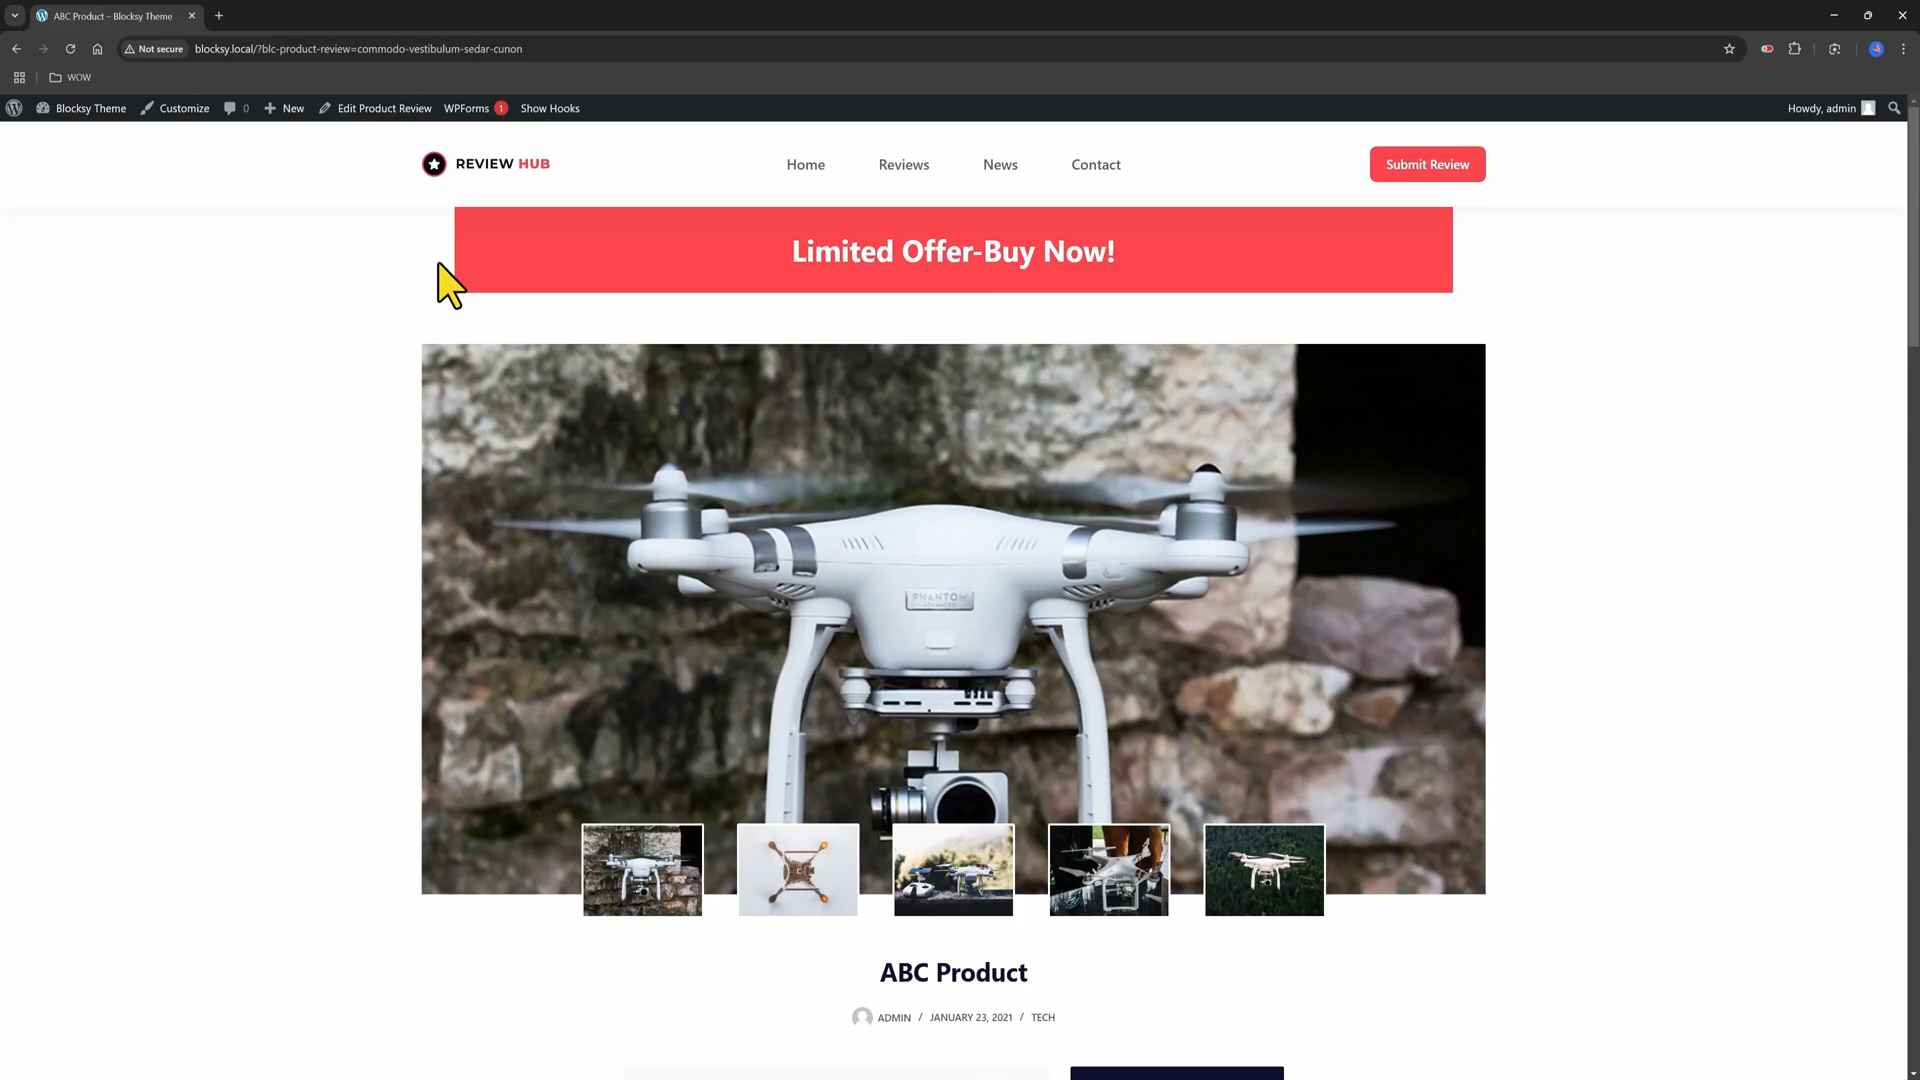 ABC Product – Blocksy Theme
Not secure
blocksy.local/?blc-product-review=commodo-vestibulum-sedar-cunon
WOW
Blocksy Theme
Customize
0
New
Edit Product Review
WPForms 1
Show Hooks
Howdy, admin
REVIEW HUB
Home
Reviews
News
Contact
Submit Review
Limited Offer-Buy Now!
PHANTOM
ADVANCED
ABC Product
ADMIN / JANUARY 23, 2021 / TECH